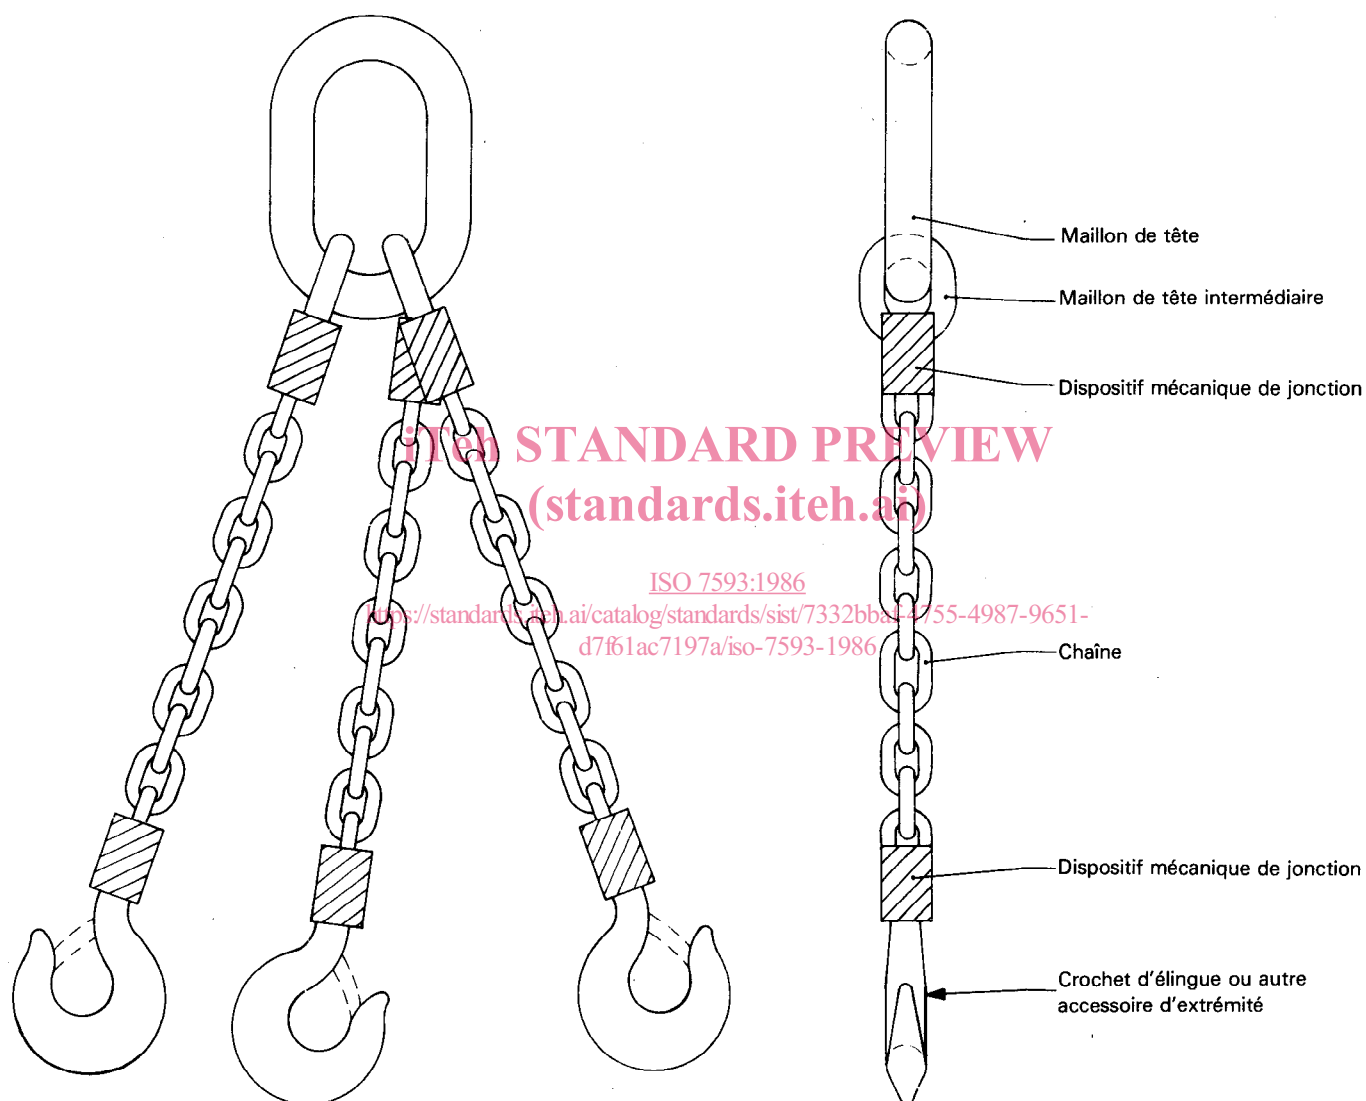 Maillon de tête
Maillon de tête intermédiaire
Dispositif mécanique de jonction
iTeh STANDARD PREVIEW
(standards.iteh.ai)
ISO 7593:1986
https://standards.iteh.ai/catalog/standards/sist/7332bbaf-4755-4987-9651-
d7f61ac7197a/iso-7593-1986
Chaîne
Dispositif mécanique de jonction
Crochet d'élingue ou autre
accessoire d'extrémité